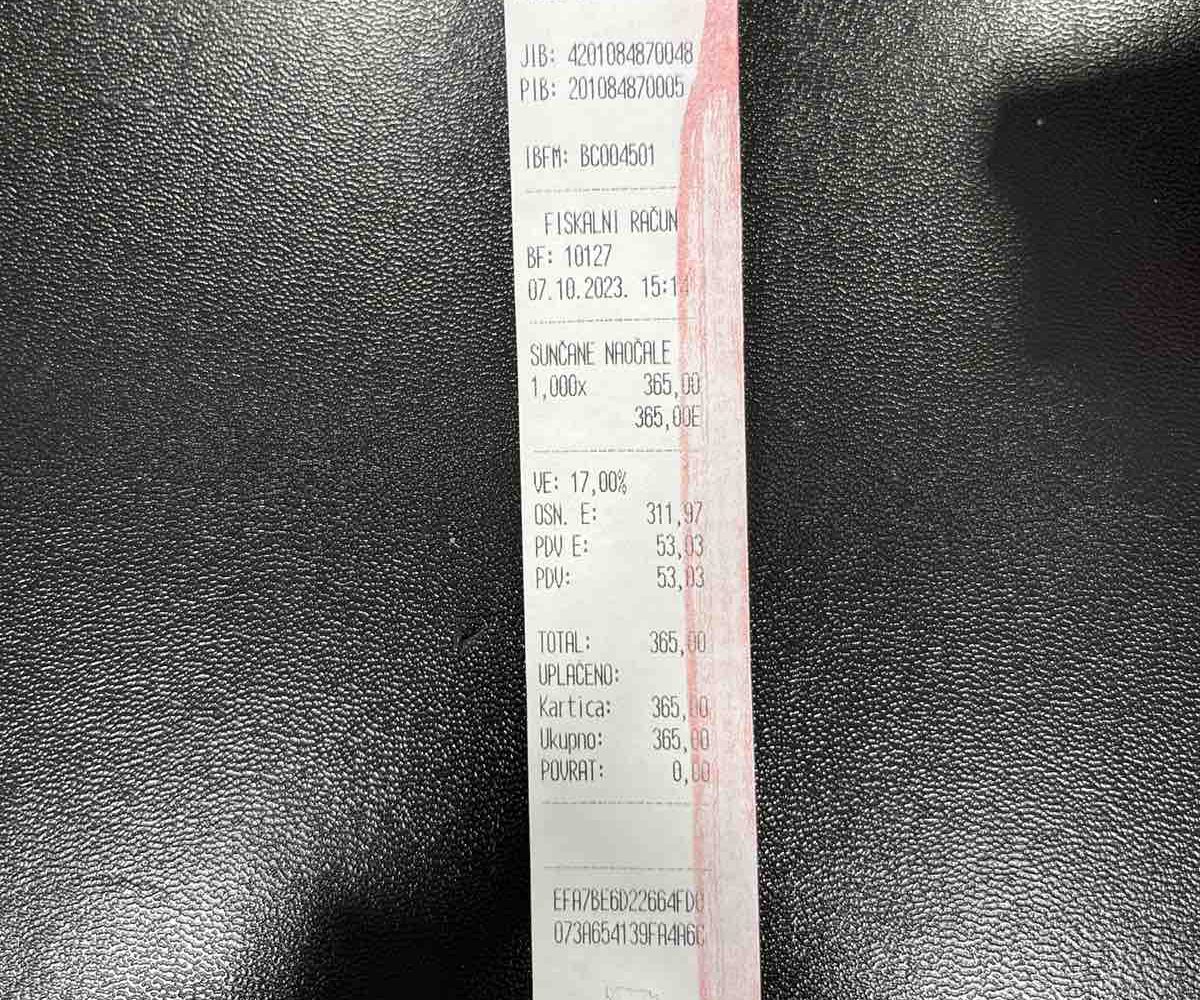 JIB: 4201084870048
PIB: 201084870005
IBFM: BC004501
FISKALNI RAČUN
BF: 10127
07.10.2023. 15:14
SUNČANE NAOČALE
1,000x 365,00
365,00E
VE: 17,00%
OSN. E: 311,97
PDV E: 53,03
PDV: 53,03
TOTAL: 365,00
UPLAĆENO:
Kartica: 365,00
Ukupno: 365,00
POVRAT: 0,00